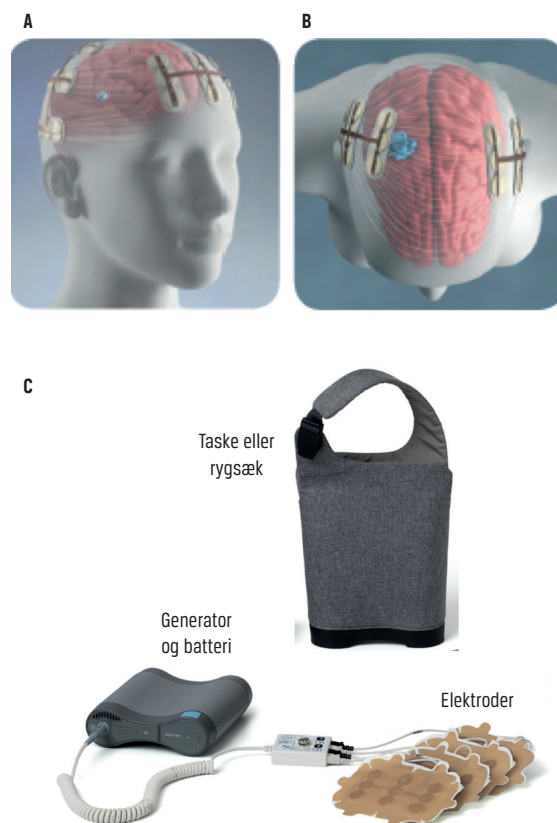 A
B
C
Taske eller
rygsæk
Generator
og batteri
Elektroder